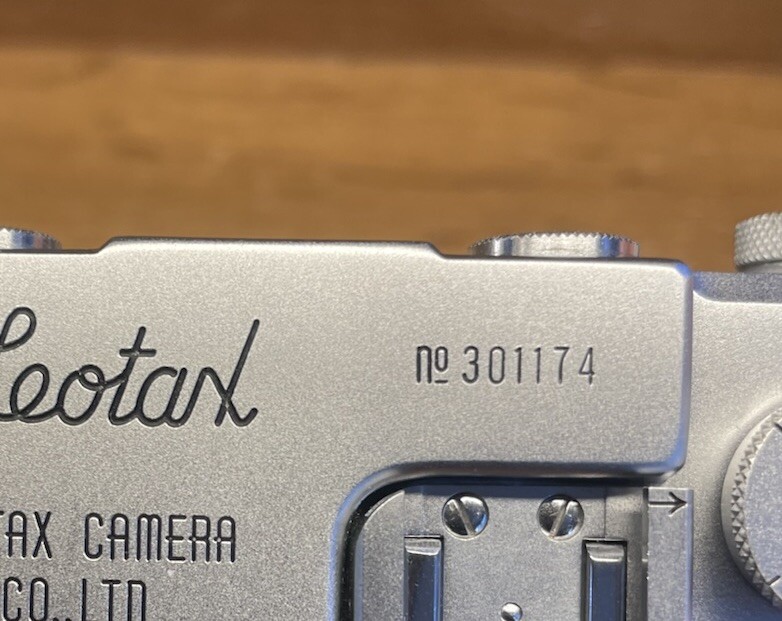 Leotax
№ 301174
TAX CAMERA
CO.,LTD